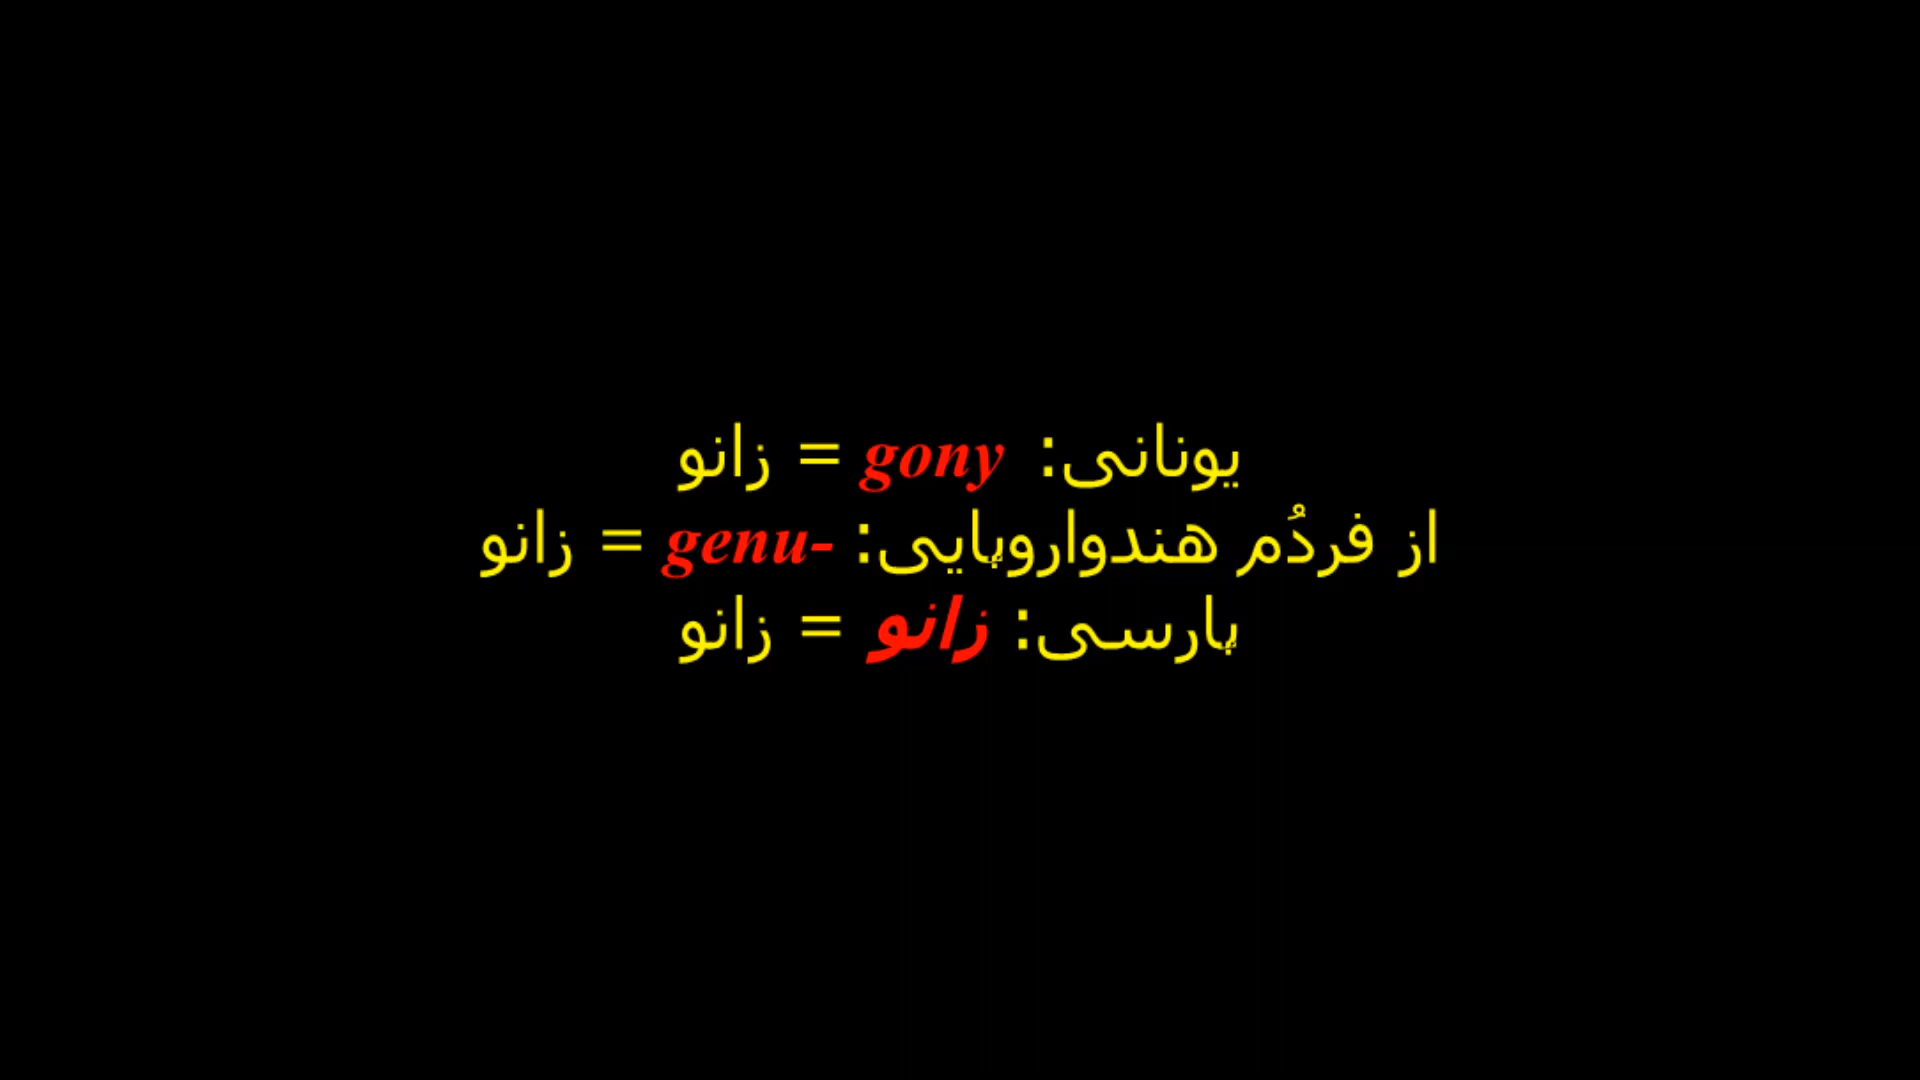 یونانی: gony = زانو
از فردُم هندواروپایی: genu- = زانو
پارسی: زانو = زانو